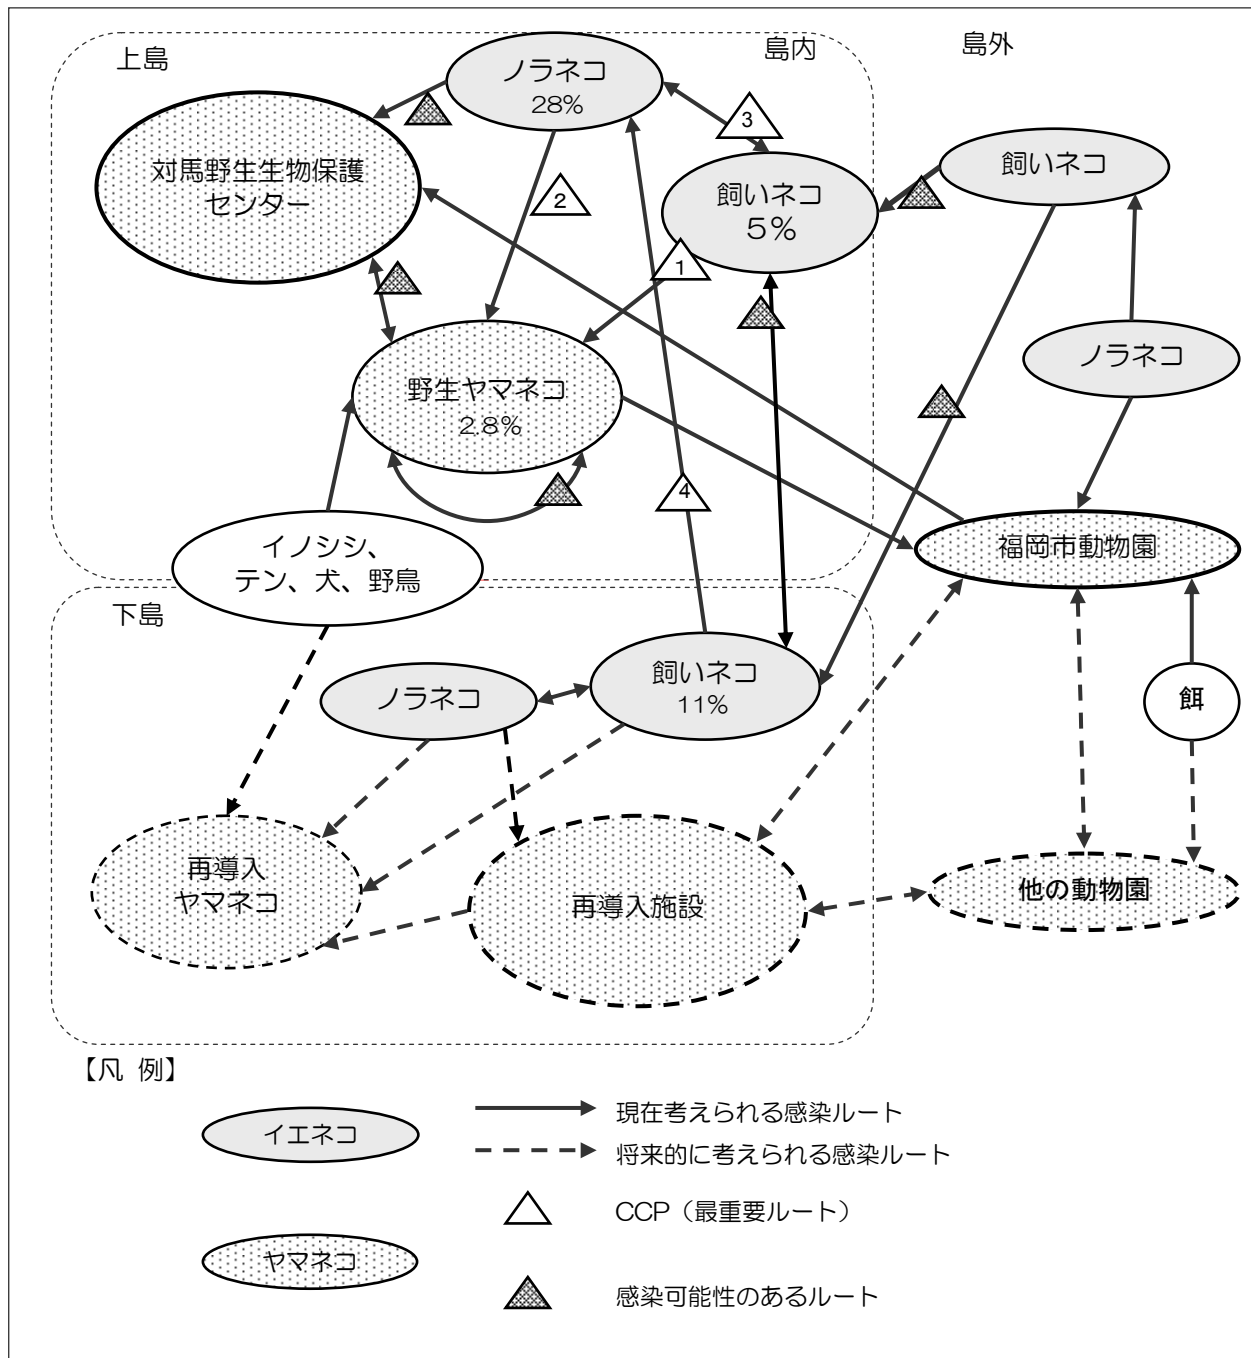 上島
島内
島外
ノラネコ
28%
3
対馬野生生物保護
センター
飼いネコ
5%
飼いネコ
2
1
ノラネコ
野生ヤマネコ
2.8%
4
イノシシ、
テン、犬、野鳥
福岡市動物園
下島
ノラネコ
飼いネコ
11%
餌
再導入
ヤマネコ
再導入施設
他の動物園
【凡 例】
イエネコ
現在考えられる感染ルート
将来的に考えられる感染ルート
CCP（最重要ルート）
ヤマネコ
感染可能性のあるルート